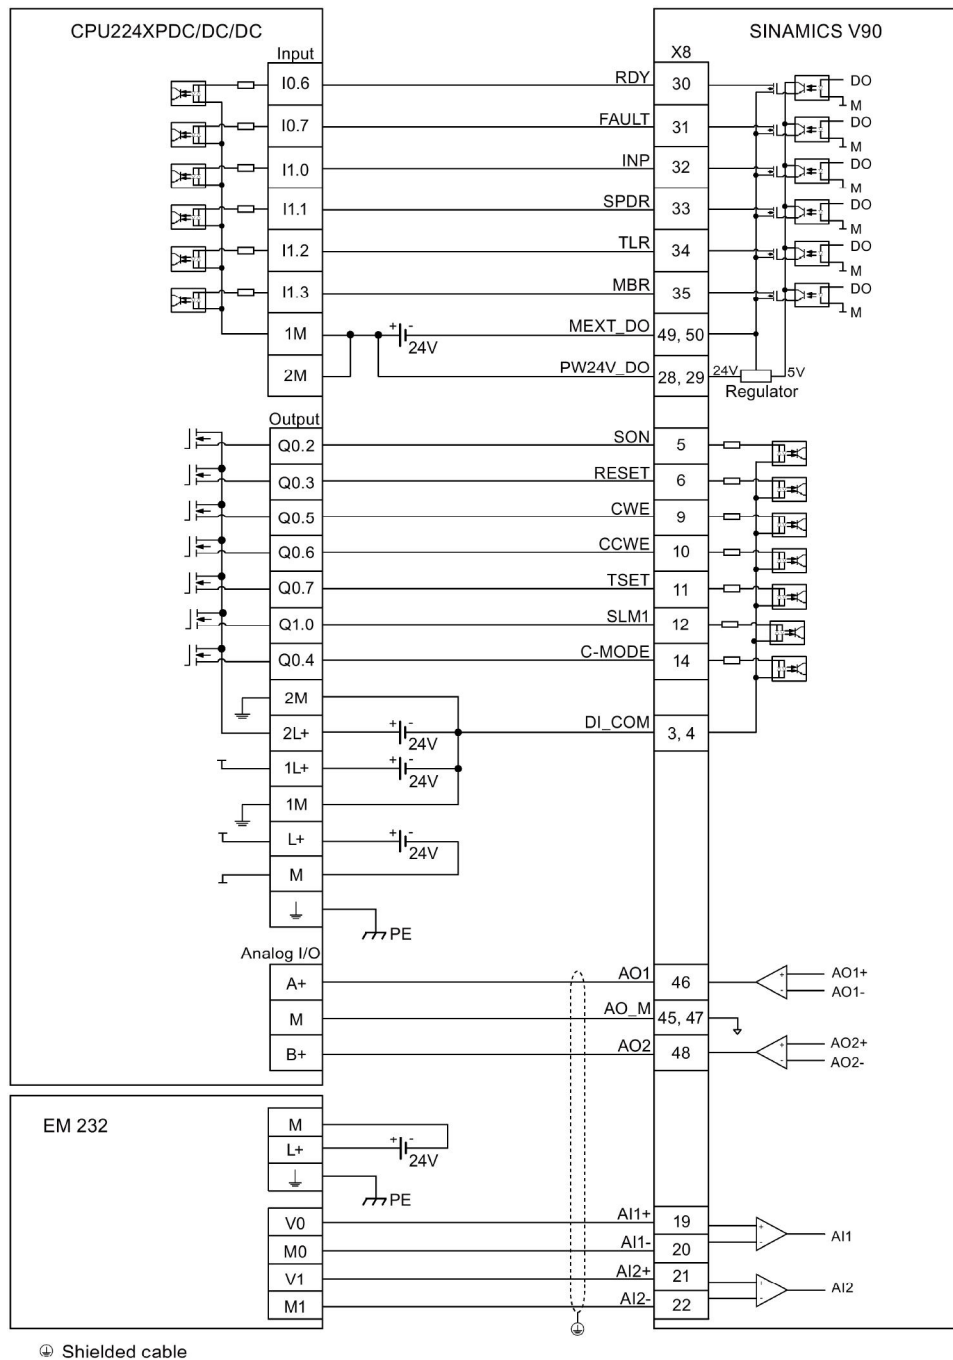 CPU224XPDC/DC/DC
SINAMICS V90
Input
X8
I0.6 RDY 30 DO
M
I0.7 FAULT 31 DO
M
I1.0 INP 32 DO
M
I1.1 SPDR 33 DO
M
I1.2 TLR 34 DO
M
I1.3 MBR 35 DO
M
1M + - 24V MEXT_DO 49, 50
2M PW24V_DO 28, 29 24V 5V
Regulator
Output
Q0.2 SON 5
Q0.3 RESET 6
Q0.5 CWE 9
Q0.6 CCWE 10
Q0.7 TSET 11
Q1.0 SLM1 12
Q0.4 C-MODE 14
2M
2L+ + - 24V DI_COM 3, 4
1L+ + - 24V
1M
L+ + - 24V
M
PE
Analog I/O
A+ AO1 46 + - AO1+
AO1-
M AO_M 45, 47
B+ AO2 48 + - AO2+
AO2-
EM 232
M
L+ + - 24V
PE
V0 AI1+ 19 + - AI1
M0 AI1- 20
V1 AI2+ 21 + - AI2
M1 AI2- 22
Shielded cable